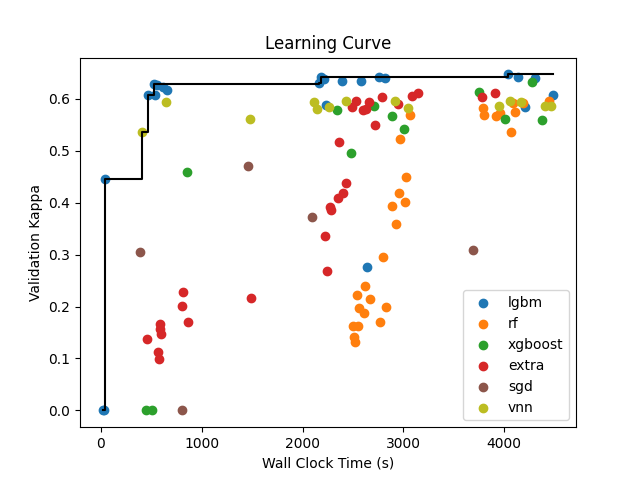 Learning Curve
Validation Kappa
0.6
0.5
0.4
0.3
0.2
0.1
0.0
lgbm
rf
xgboost
extra
sgd
vnn
0
1000
2000
3000
4000
Wall Clock Time (s)